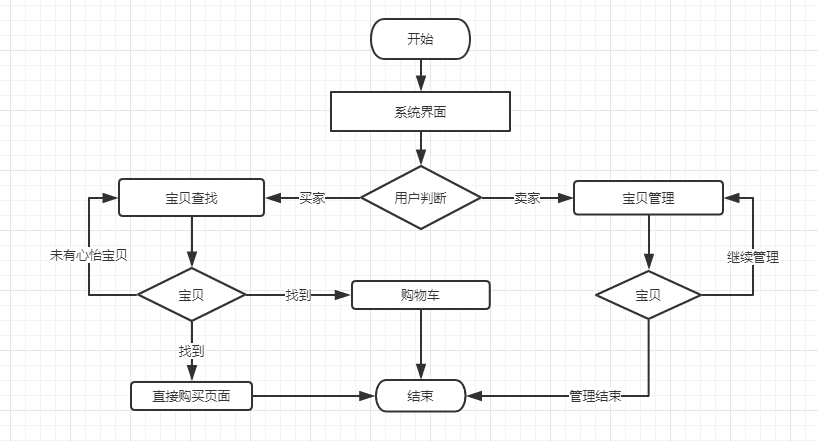 开始
系统界面
宝贝查找
买家
用户判断
卖家
宝贝管理
未有心怡宝贝
继续管理
宝贝
找到
购物车
宝贝
找到
直接购买页面
结束
管理结束